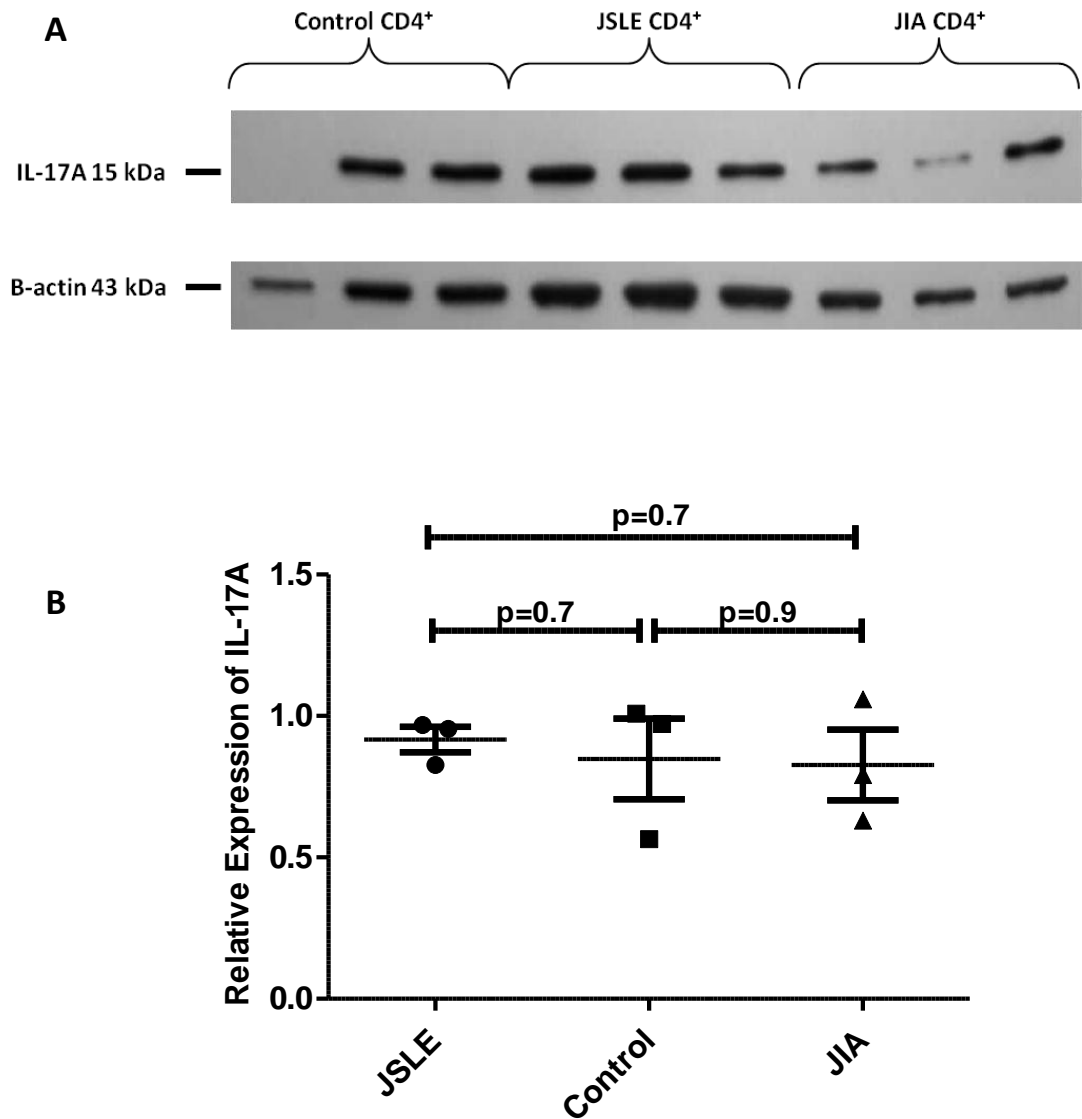 A
Control CD4⁺
JSLE CD4⁺
JIA CD4⁺
IL-17A 15 kDa
B-actin 43 kDa
B
p=0.7
p=0.7
p=0.9
Relative Expression of IL-17A
1.5
1.0
0.5
0.0
JSLE
Control
JIA